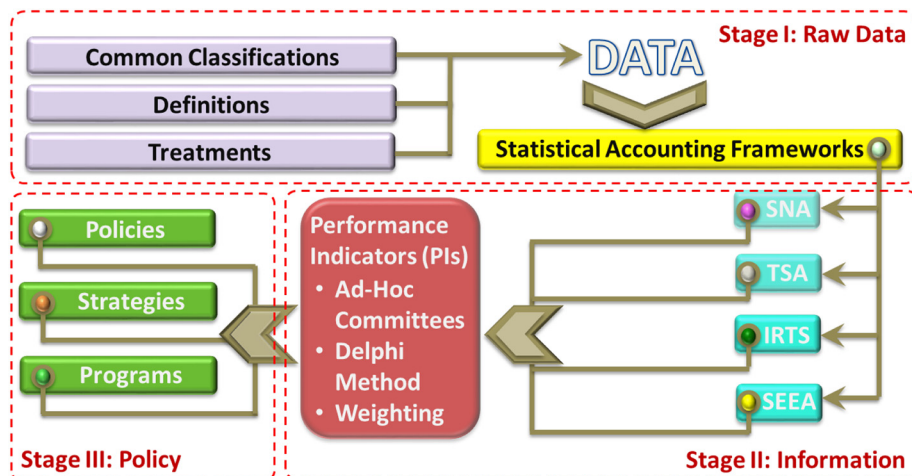 Stage I: Raw Data
Common Classifications
DATA
Definitions
Treatments
Statistical Accounting Frameworks
SNA
TSA
IRTS
SEEA
Stage II: Information
Performance
Indicators (PIs)
• Ad-Hoc
Committees
• Delphi
Method
• Weighting
Policies
Strategies
Programs
Stage III: Policy